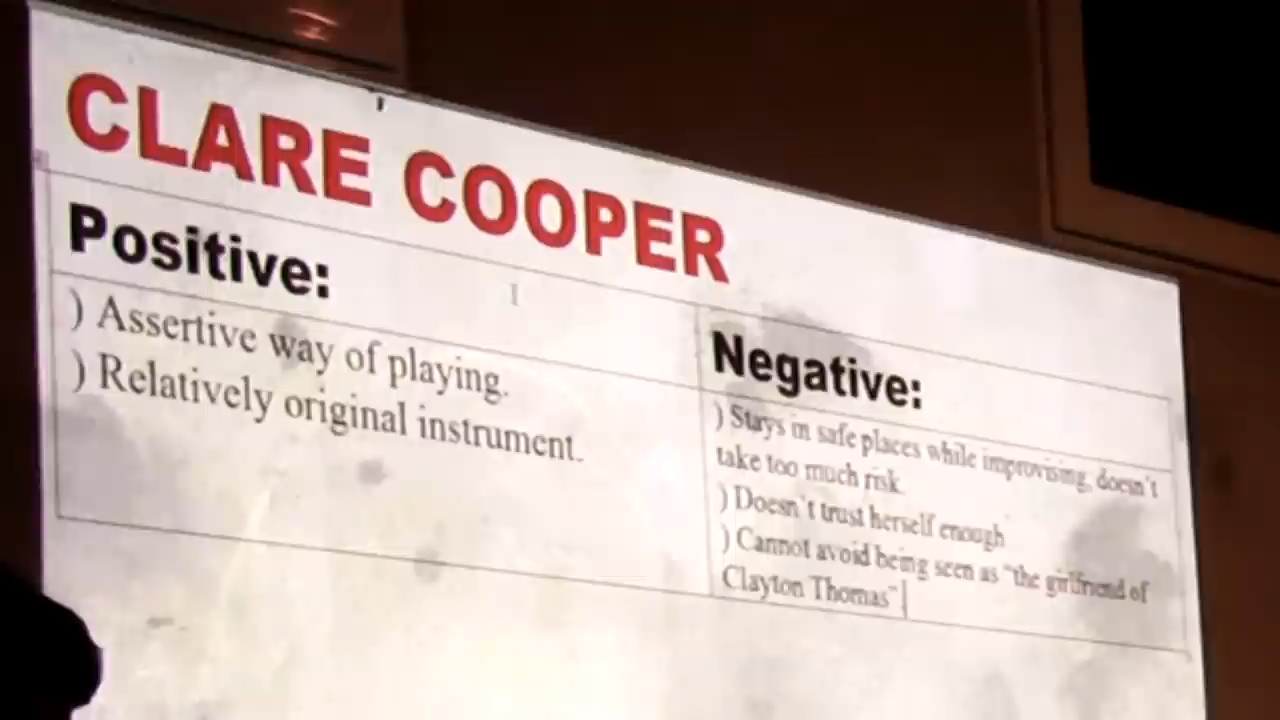 CLARE COOPER
Positive:
) Assertive way of playing.
) Relatively original instrument.
Negative:
) Stays in safe places while improvising, doesn't
take too much risk.
) Doesn't trust herself enough
) Cannot avoid being seen as "the girlfriend of
Clayton Thomas"